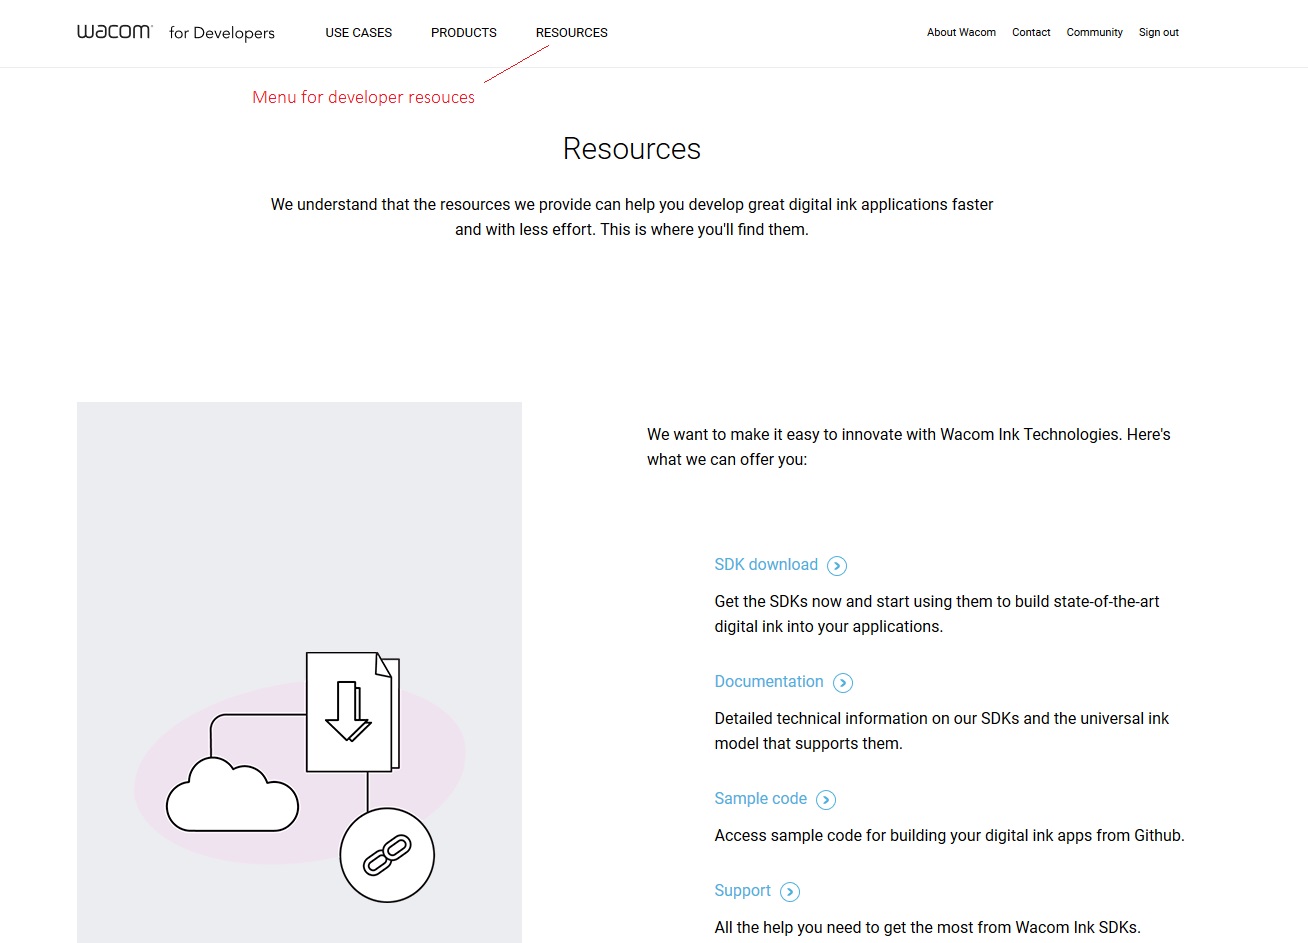 wacom for Developers USE CASES PRODUCTS RESOURCES About Wacom Contact Community Sign out
Menu for developer resouces
Resources
We understand that the resources we provide can help you develop great digital ink applications faster
and with less effort. This is where you'll find them.
We want to make it easy to innovate with Wacom Ink Technologies. Here's
what we can offer you:
SDK download
Get the SDKs now and start using them to build state-of-the-art
digital ink into your applications.
Documentation
Detailed technical information on our SDKs and the universal ink
model that supports them.
Sample code
Access sample code for building your digital ink apps from Github.
Support
All the help you need to get the most from Wacom Ink SDKs.